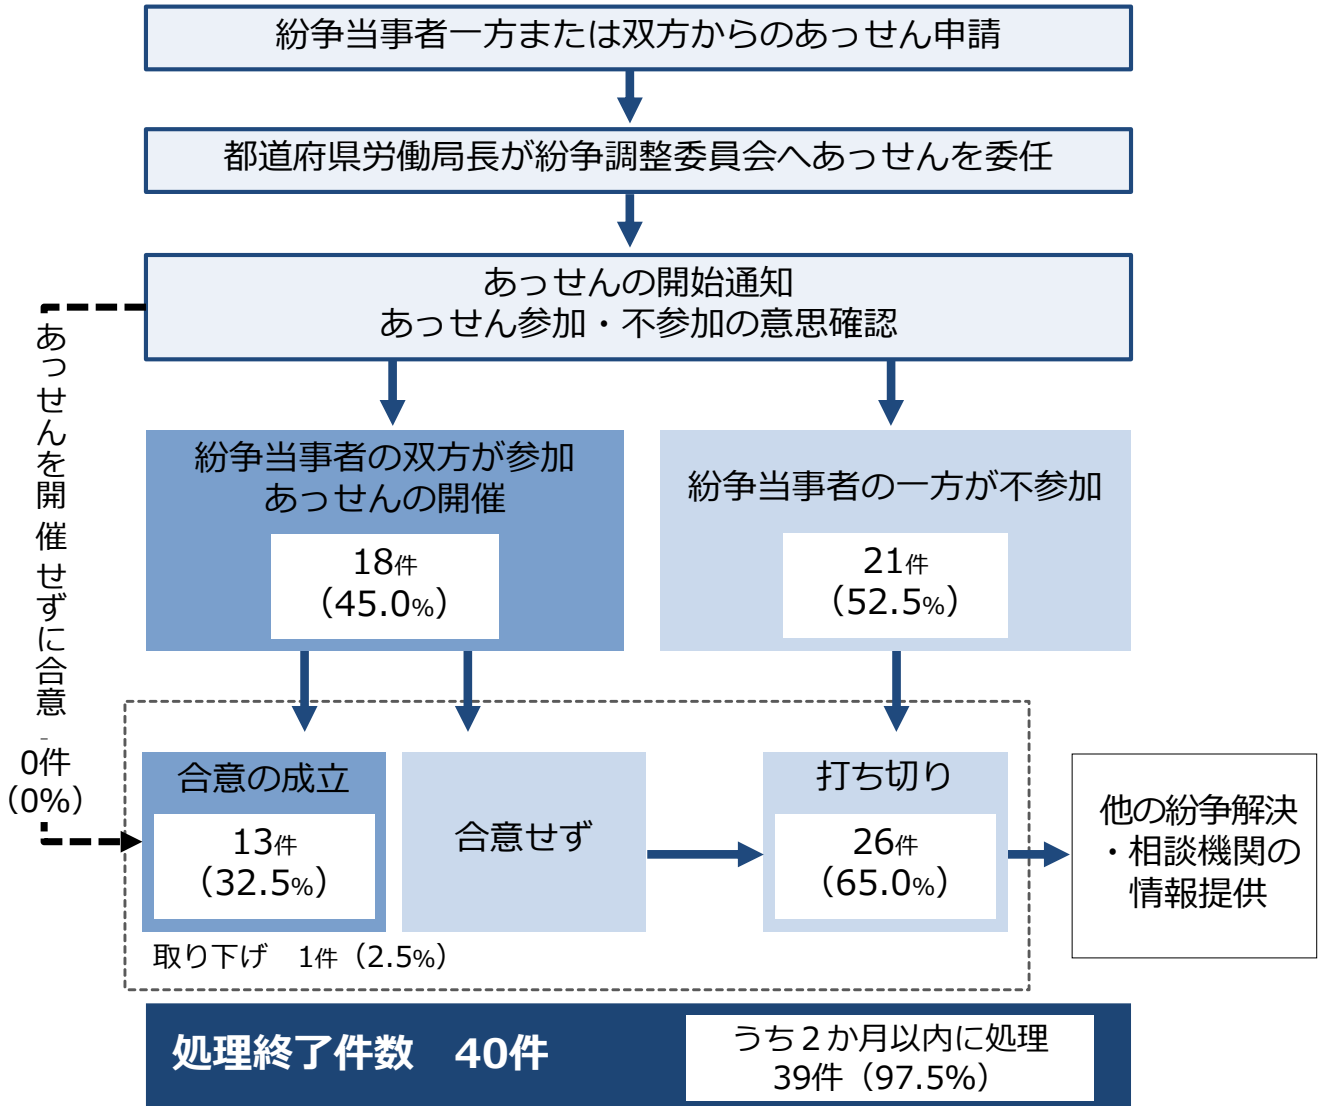 紛争当事者一方または双方からのあっせん申請
都道府県労働局長が紛争調整委員会へあっせんを委任
あっせんの開始通知
あっせん参加・不参加の意思確認
あっせんを開催せずに合意
0件
（0%）
紛争当事者の双方が参加
あっせんの開催
18件
（45.0%）
紛争当事者の一方が不参加
21件
（52.5%）
合意の成立
13件
（32.5%）
合意せず
打ち切り
26件
（65.0%）
他の紛争解決
・相談機関の
情報提供
取り下げ　1件（2.5%）
処理終了件数　40件
うち２か月以内に処理
39件（97.5%）